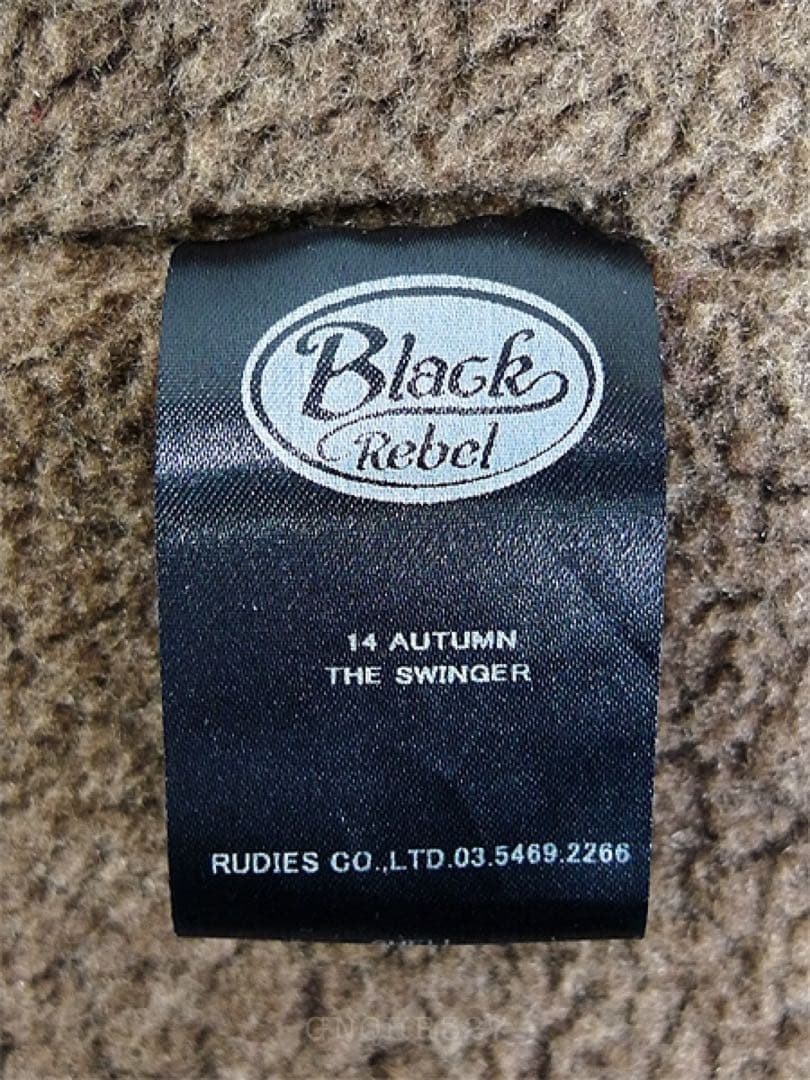 Black
Rebel
14 AUTUMN
THE SWINGER
RUDIES CO.,LTD.03.5469.2266